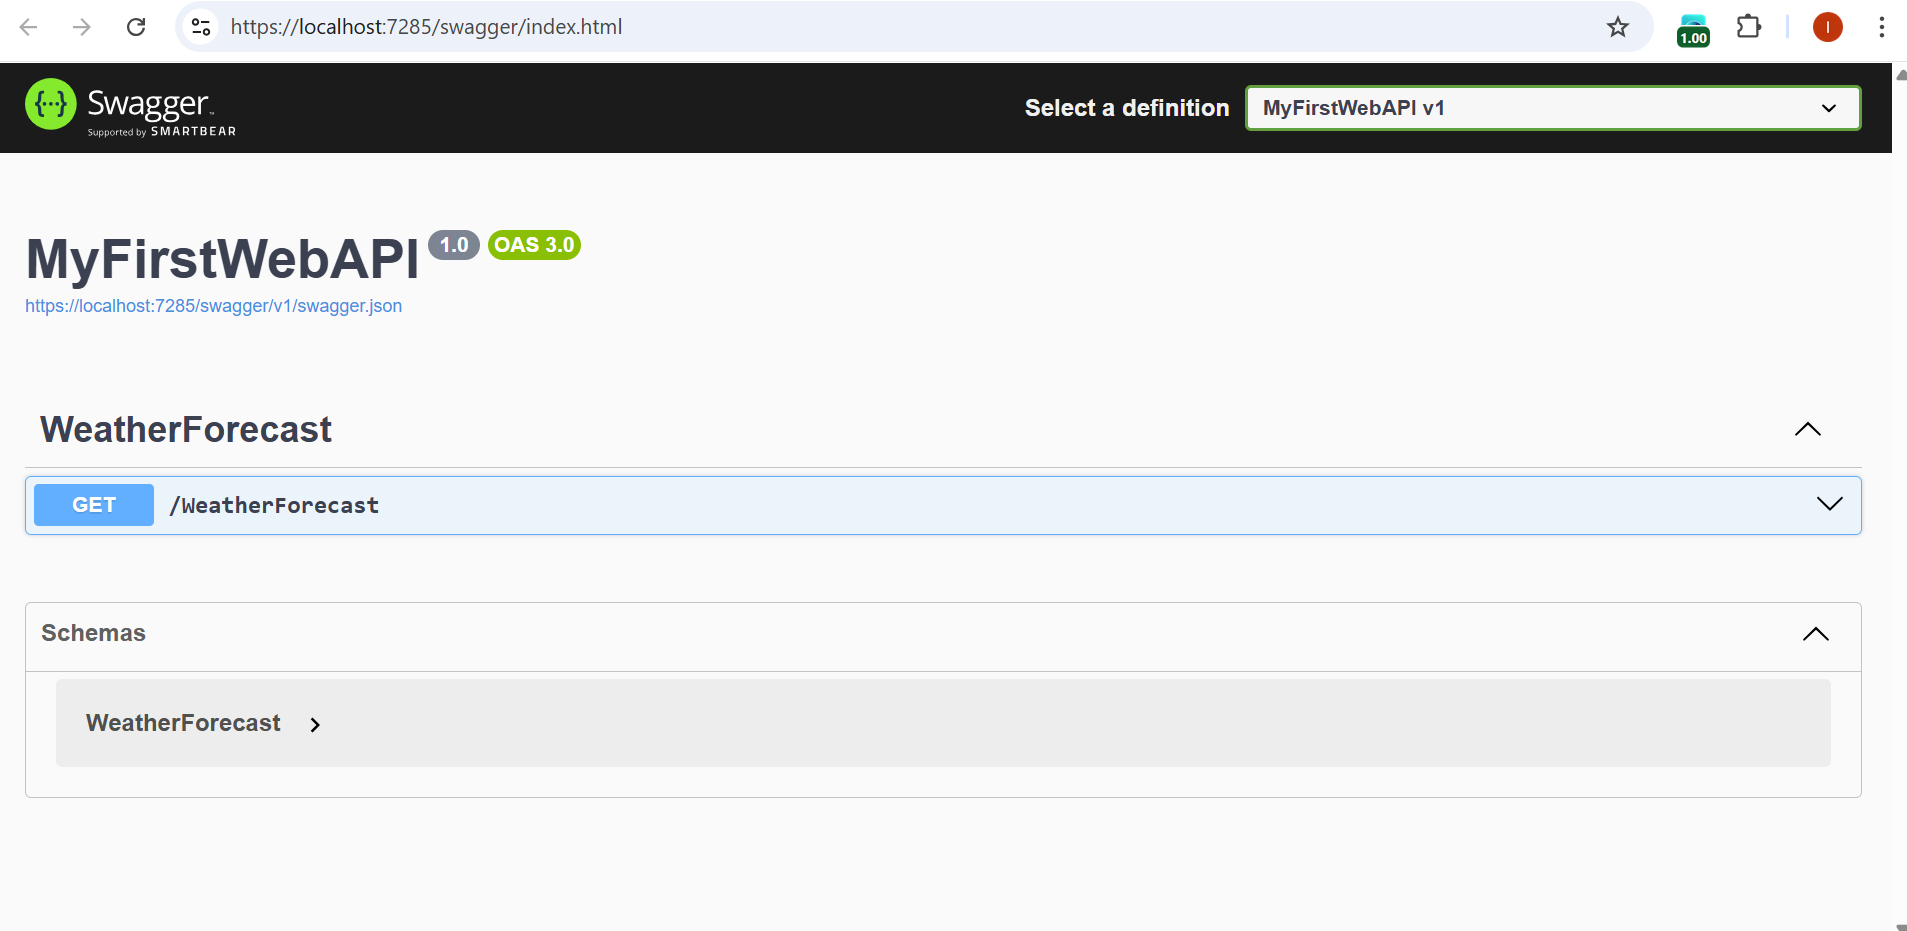 https://localhost:7285/swagger/index.html
1.00
I
{···} Swagger™
Supported by SMARTBEAR
Select a definition
MyFirstWebAPI v1
MyFirstWebAPI 1.0 OAS 3.0
https://localhost:7285/swagger/v1/swagger.json
WeatherForecast
GET /WeatherForecast
Schemas
WeatherForecast